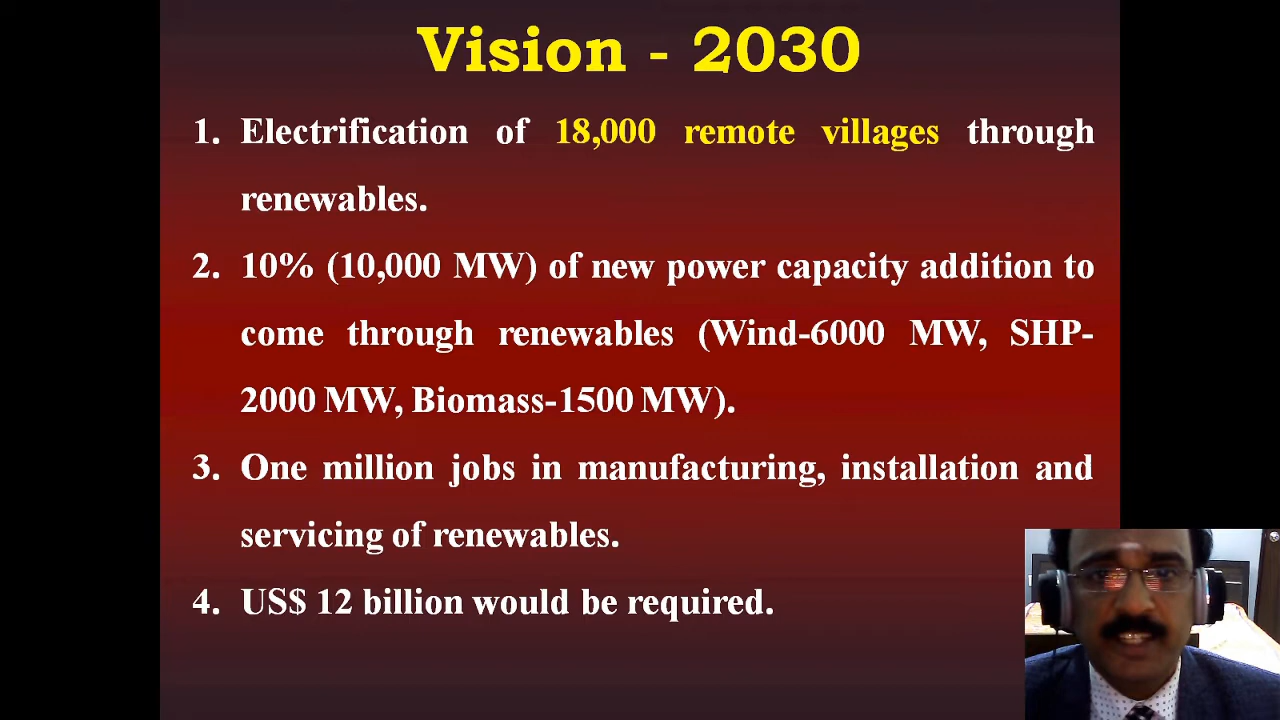 Vision - 2030
1. Electrification of 18,000 remote villages through
renewables.
2. 10% (10,000 MW) of new power capacity addition to
come through renewables (Wind-6000 MW, SHP-
2000 MW, Biomass-1500 MW).
3. One million jobs in manufacturing, installation and
servicing of renewables.
4. US$ 12 billion would be required.